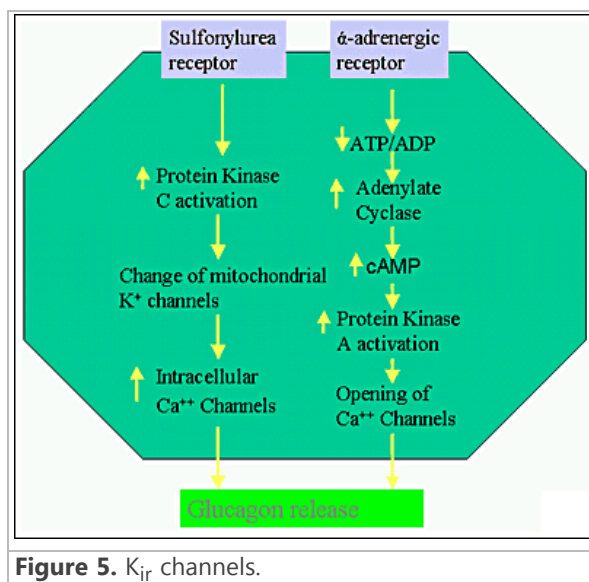 Sulfonylurea
receptor
ά-adrenergic
receptor
Protein Kinase
C activation
Change of mitochondrial
K⁺ channels
Intracellular
Ca⁺⁺ Channels
ATP/ADP
Adenylate
Cyclase
cAMP
Protein Kinase
A activation
Opening of
Ca⁺⁺ Channels
Glucagon release
Figure 5. Kir channels.